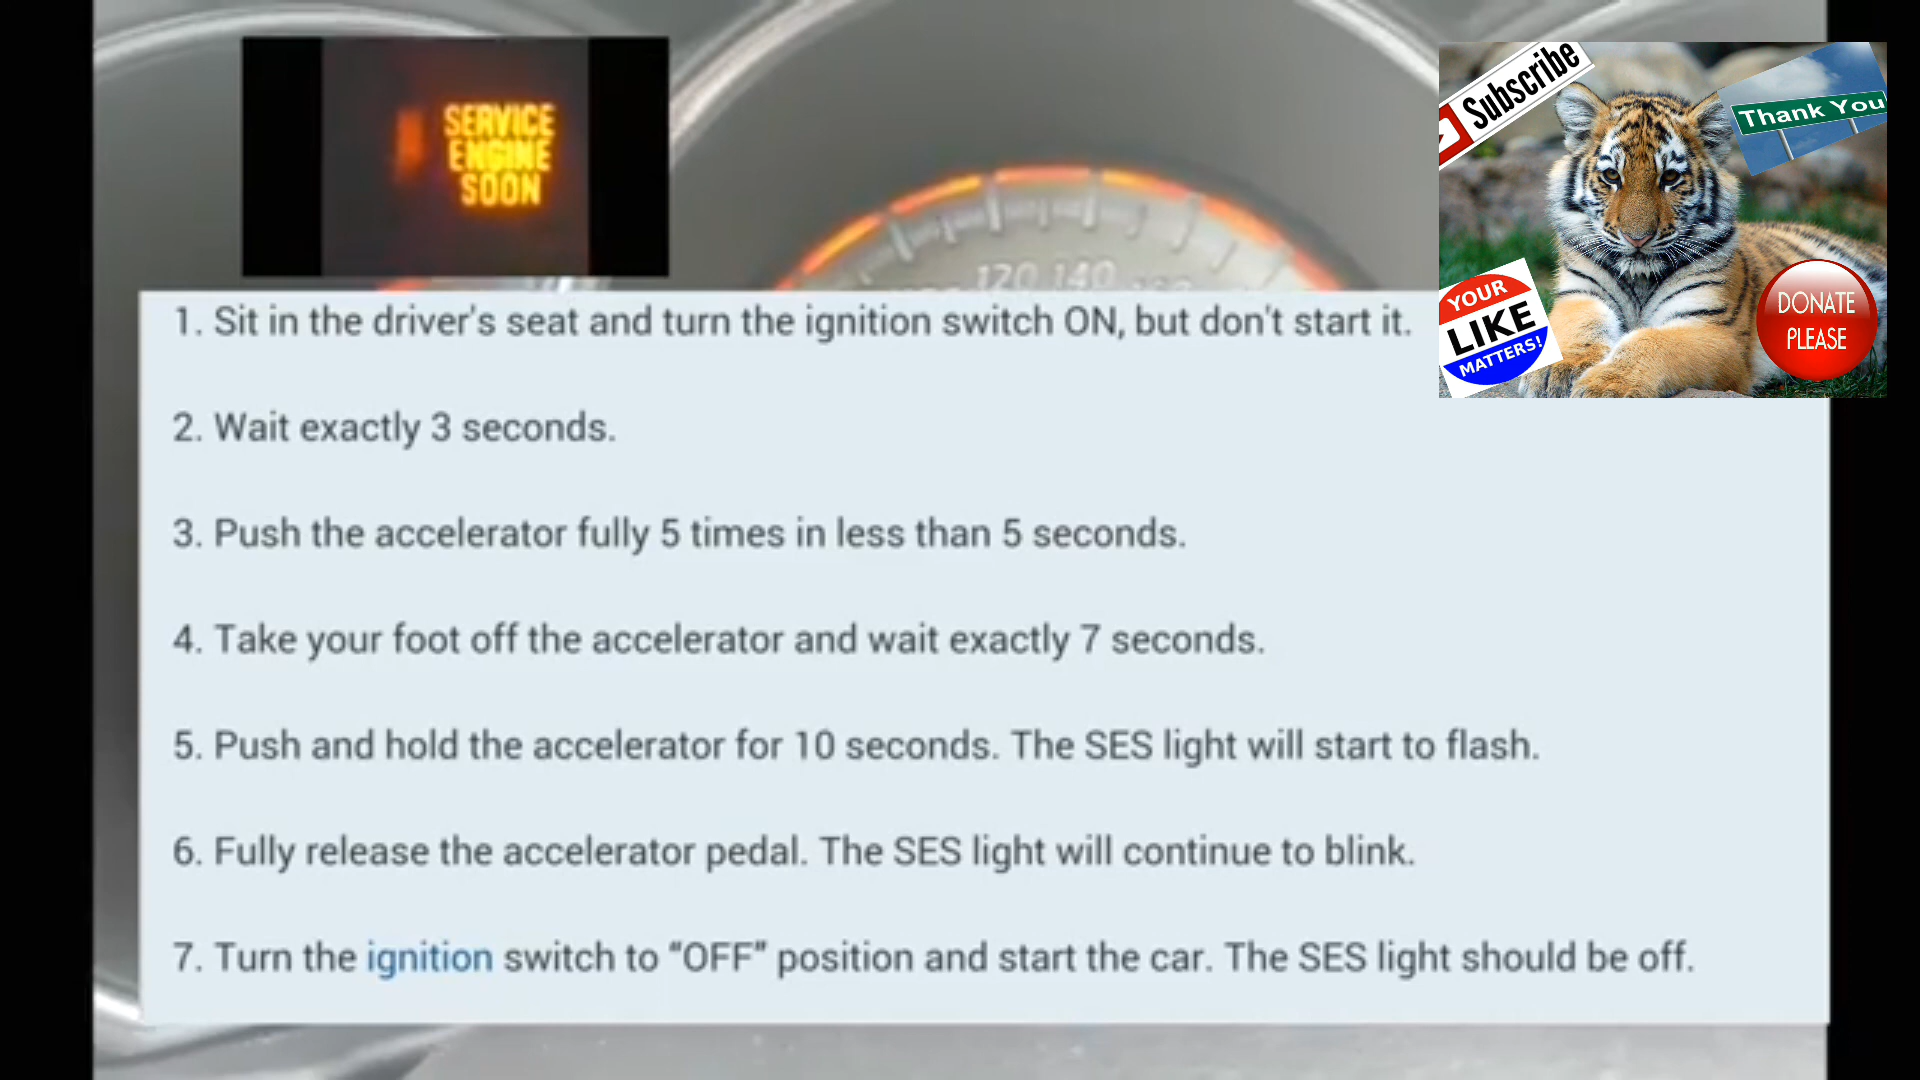 SERVICE
ENGINE
SOON
Subscribe
Thank You
120 140
YOUR
LIKE
MATTERS!
DONATE
PLEASE
1. Sit in the driver's seat and turn the ignition switch ON, but don't start it.
2. Wait exactly 3 seconds.
3. Push the accelerator fully 5 times in less than 5 seconds.
4. Take your foot off the accelerator and wait exactly 7 seconds.
5. Push and hold the accelerator for 10 seconds. The SES light will start to flash.
6. Fully release the accelerator pedal. The SES light will continue to blink.
7. Turn the ignition switch to “OFF” position and start the car. The SES light should be off.